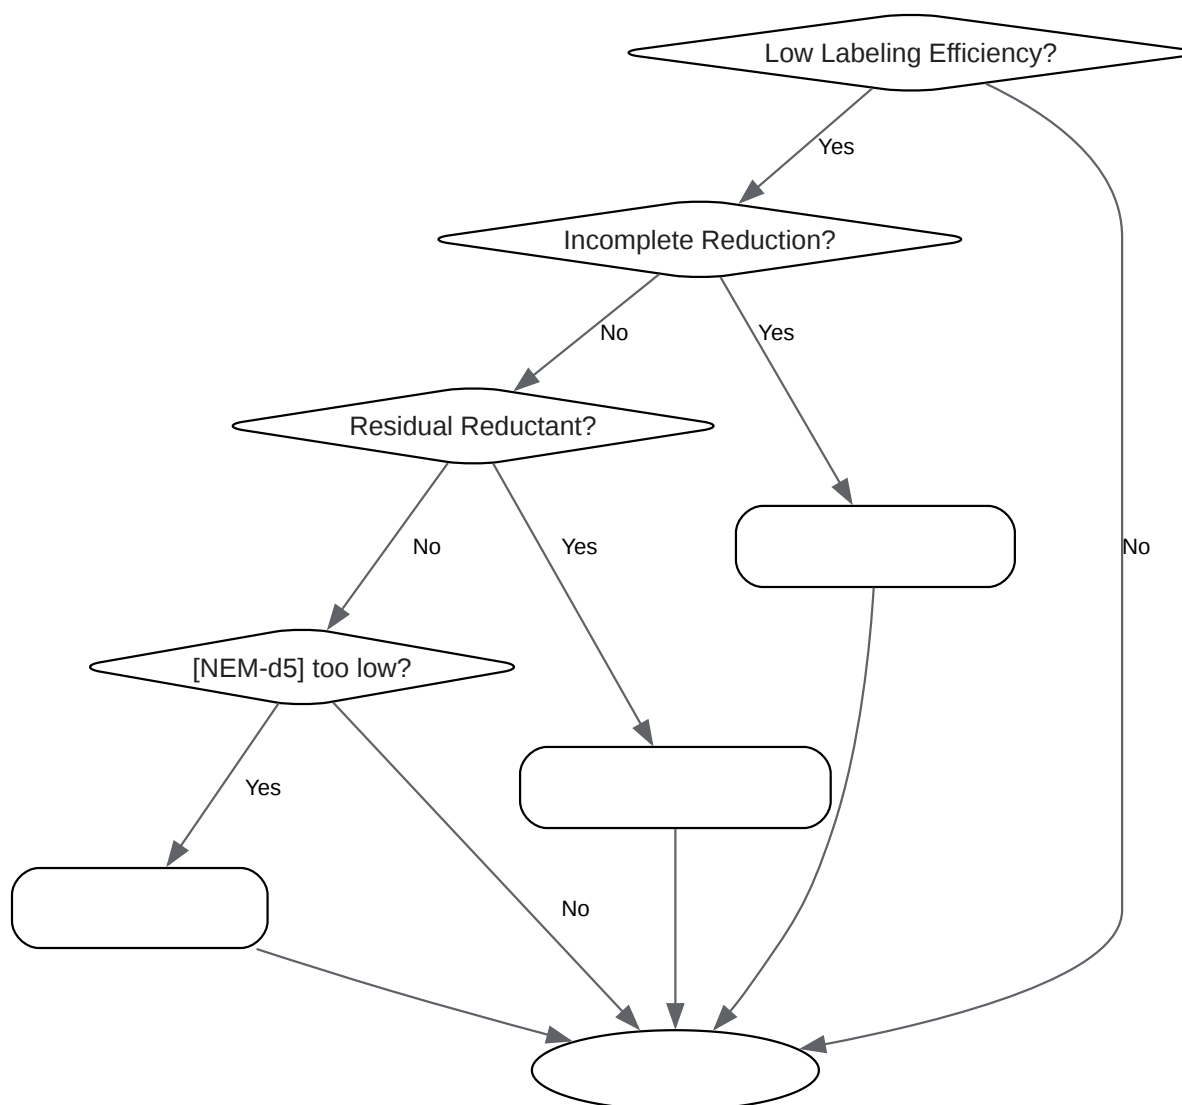 Low Labeling Efficiency?
Yes
Incomplete Reduction?
No
Yes
Residual Reductant?
No
Yes
No
[NEM-d5] too low?
Yes
No